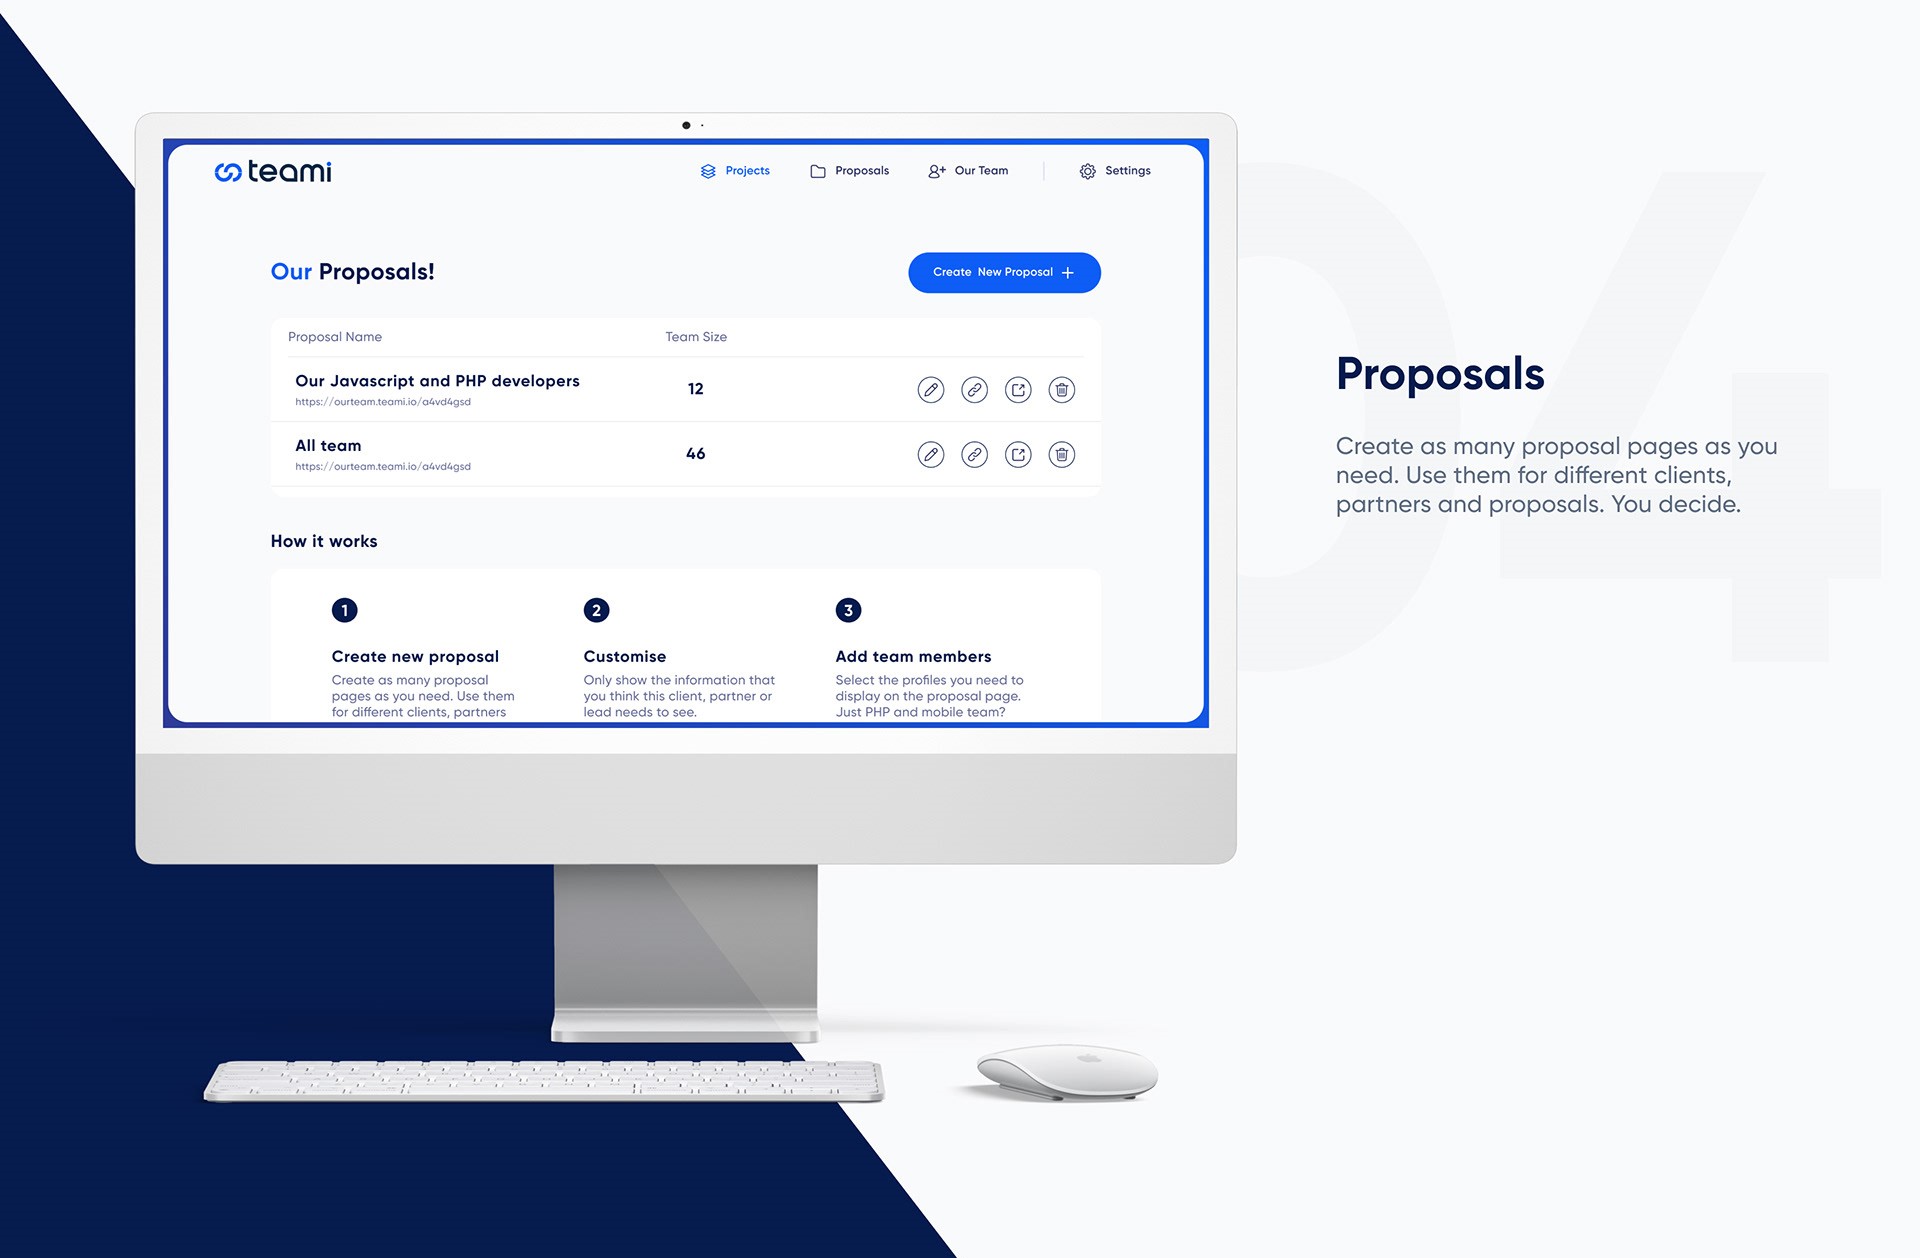 teami
Projects
Proposals
Our Team
Settings
Our Proposals!
Create New Proposal +
Proposal Name
Team Size
Our Javascript and PHP developers
https://ourteam.teami.io/a4vd4gsd
12
All team
https://ourteam.teami.io/a4vd4gsd
46
How it works
1
Create new proposal
Create as many proposal
pages as you need. Use them
for different clients, partners
2
Customise
Only show the information that
you think this client, partner or
lead needs to see.
3
Add team members
Select the profiles you need to
display on the proposal page.
Just PHP and mobile team?
04
Proposals
Create as many proposal pages as you
need. Use them for different clients,
partners and proposals. You decide.